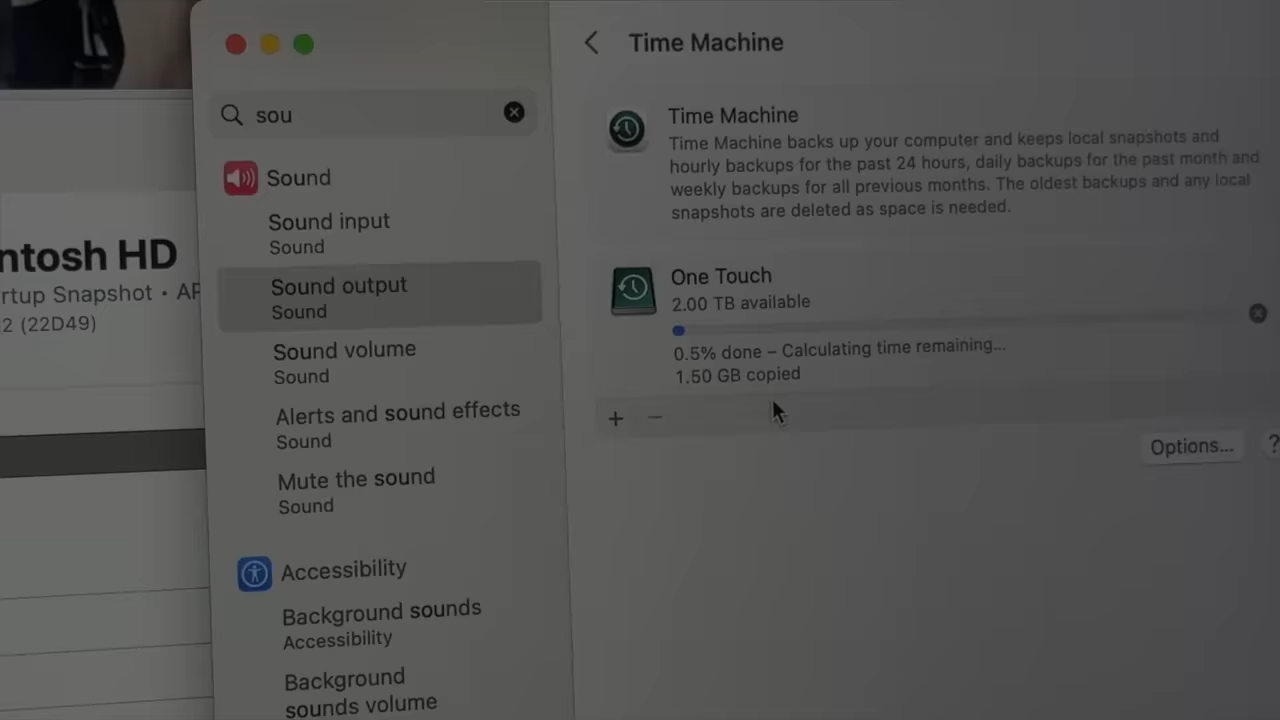 ntosh HD
rtup Snapshot • AP
2 (22D49)
sou
Sound
Sound input
Sound
Sound output
Sound
Sound volume
Sound
Alerts and sound effects
Sound
Mute the sound
Sound
Accessibility
Background sounds
Accessibility
Background
sounds volume
Time Machine
Time Machine
Time Machine backs up your computer and keeps local snapshots and
hourly backups for the past 24 hours, daily backups for the past month and
weekly backups for all previous months. The oldest backups and any local
snapshots are deleted as space is needed.
One Touch
2.00 TB available
0.5% done – Calculating time remaining...
1.50 GB copied
+ −
Options...
?